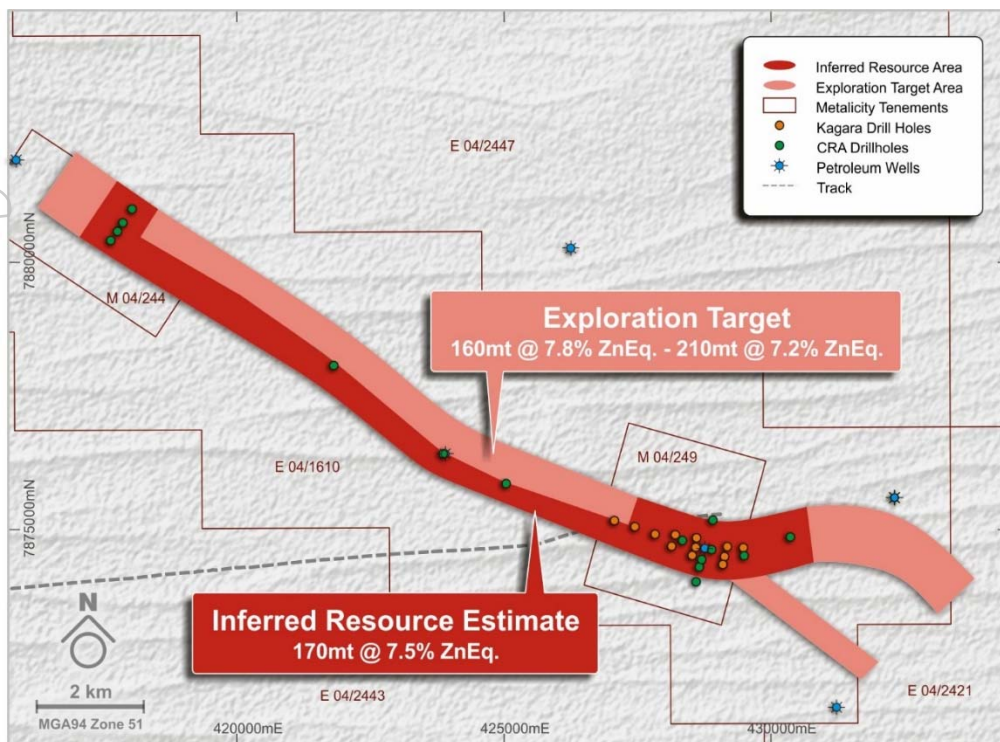 Inferred Resource Area
Exploration Target Area
Metalicity Tenements
Kagara Drill Holes
CRA Drillholes
Petroleum Wells
Track
E 04/2447
7880000mN
M 04/244
Exploration Target
160mt @ 7.8% ZnEq. - 210mt @ 7.2% ZnEq.
E 04/1610
M 04/249
7875000mN
Inferred Resource Estimate
170mt @ 7.5% ZnEq.
N
2 km
MGA94 Zone 51
E 04/2443
E 04/2421
420000mE
425000mE
430000mE